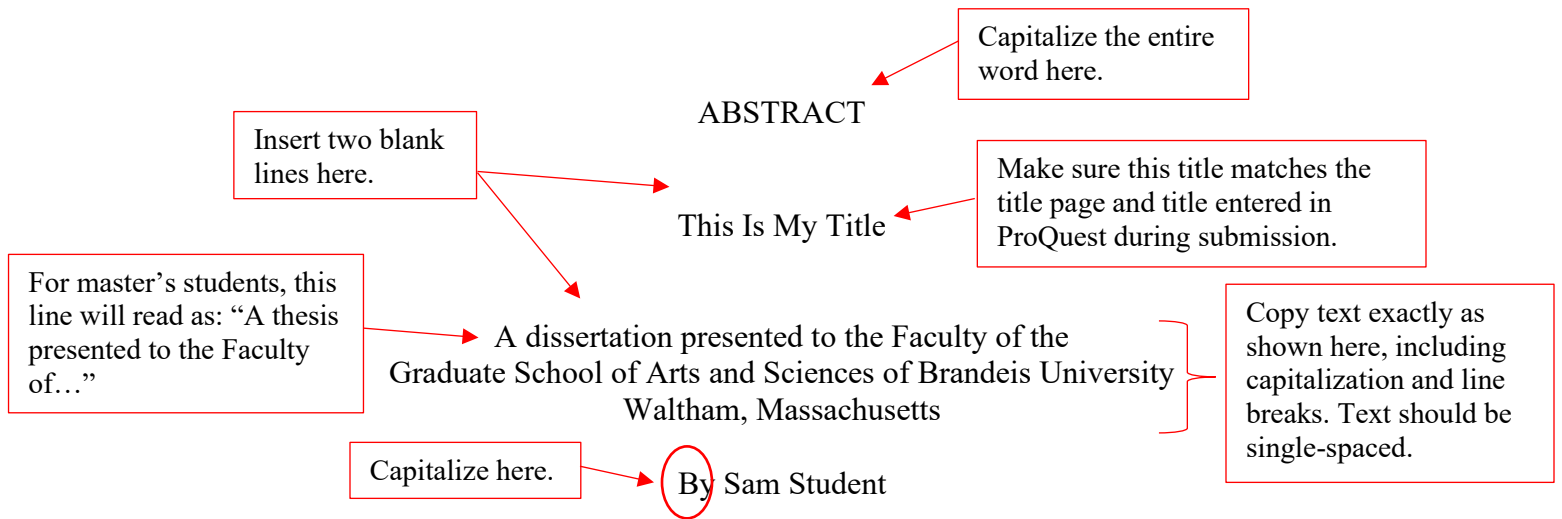 Capitalize the entire
word here.
ABSTRACT
Insert two blank
lines here.
Make sure this title matches the
title page and title entered in
ProQuest during submission.
This Is My Title
For master’s students, this
line will read as: “A thesis
presented to the Faculty
of…”
A dissertation presented to the Faculty of the
Graduate School of Arts and Sciences of Brandeis University
Waltham, Massachusetts
Copy text exactly as
shown here, including
capitalization and line
breaks. Text should be
single-spaced.
Capitalize here.
By Sam Student